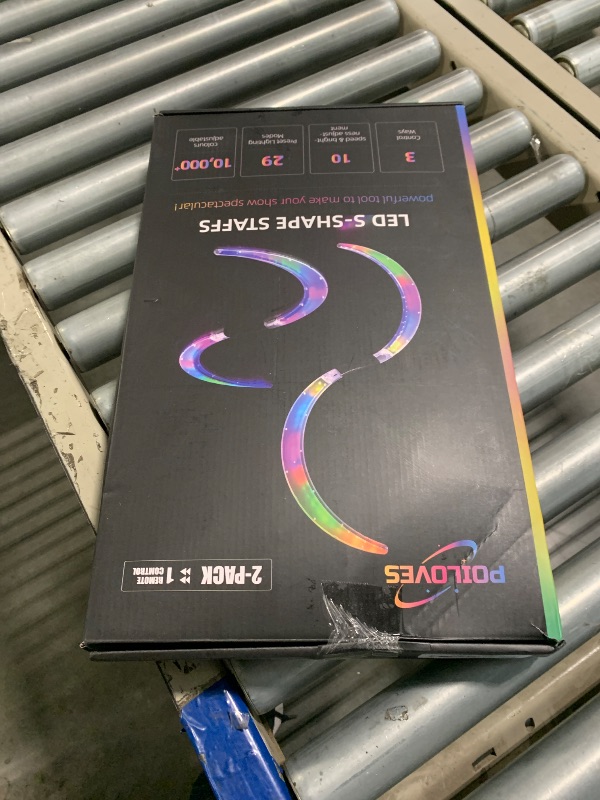 POILOVES
2-PACK 1 REMOTE
CONTROL
LED S-SHAPE STAFFS
powerful tool to make your show spectacular!
3
Control
Ways
10
speed & bright-
ness adjust-
ment
29
Preset Lighting
Modes
10,000+
colours
adjustable